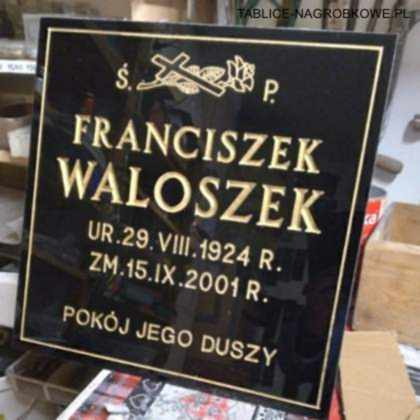 TABLICE-NAGROBKOWE.PL
Ś. P.
FRANCISZEK
WALOSZEK
UR.29.VIII.1924 R.
ZM.15.IX.2001 R.
POKÓJ JEGO DUSZY